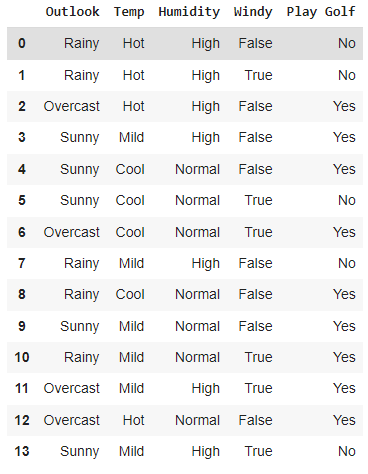 Outlook Temp Humidity Windy Play Golf
0 Rainy Hot High False No
1 Rainy Hot High True No
2 Overcast Hot High False Yes
3 Sunny Mild High False Yes
4 Sunny Cool Normal False Yes
5 Sunny Cool Normal True No
6 Overcast Cool Normal True Yes
7 Rainy Mild High False No
8 Rainy Cool Normal False Yes
9 Sunny Mild Normal False Yes
10 Rainy Mild Normal True Yes
11 Overcast Mild High True Yes
12 Overcast Hot Normal False Yes
13 Sunny Mild High True No